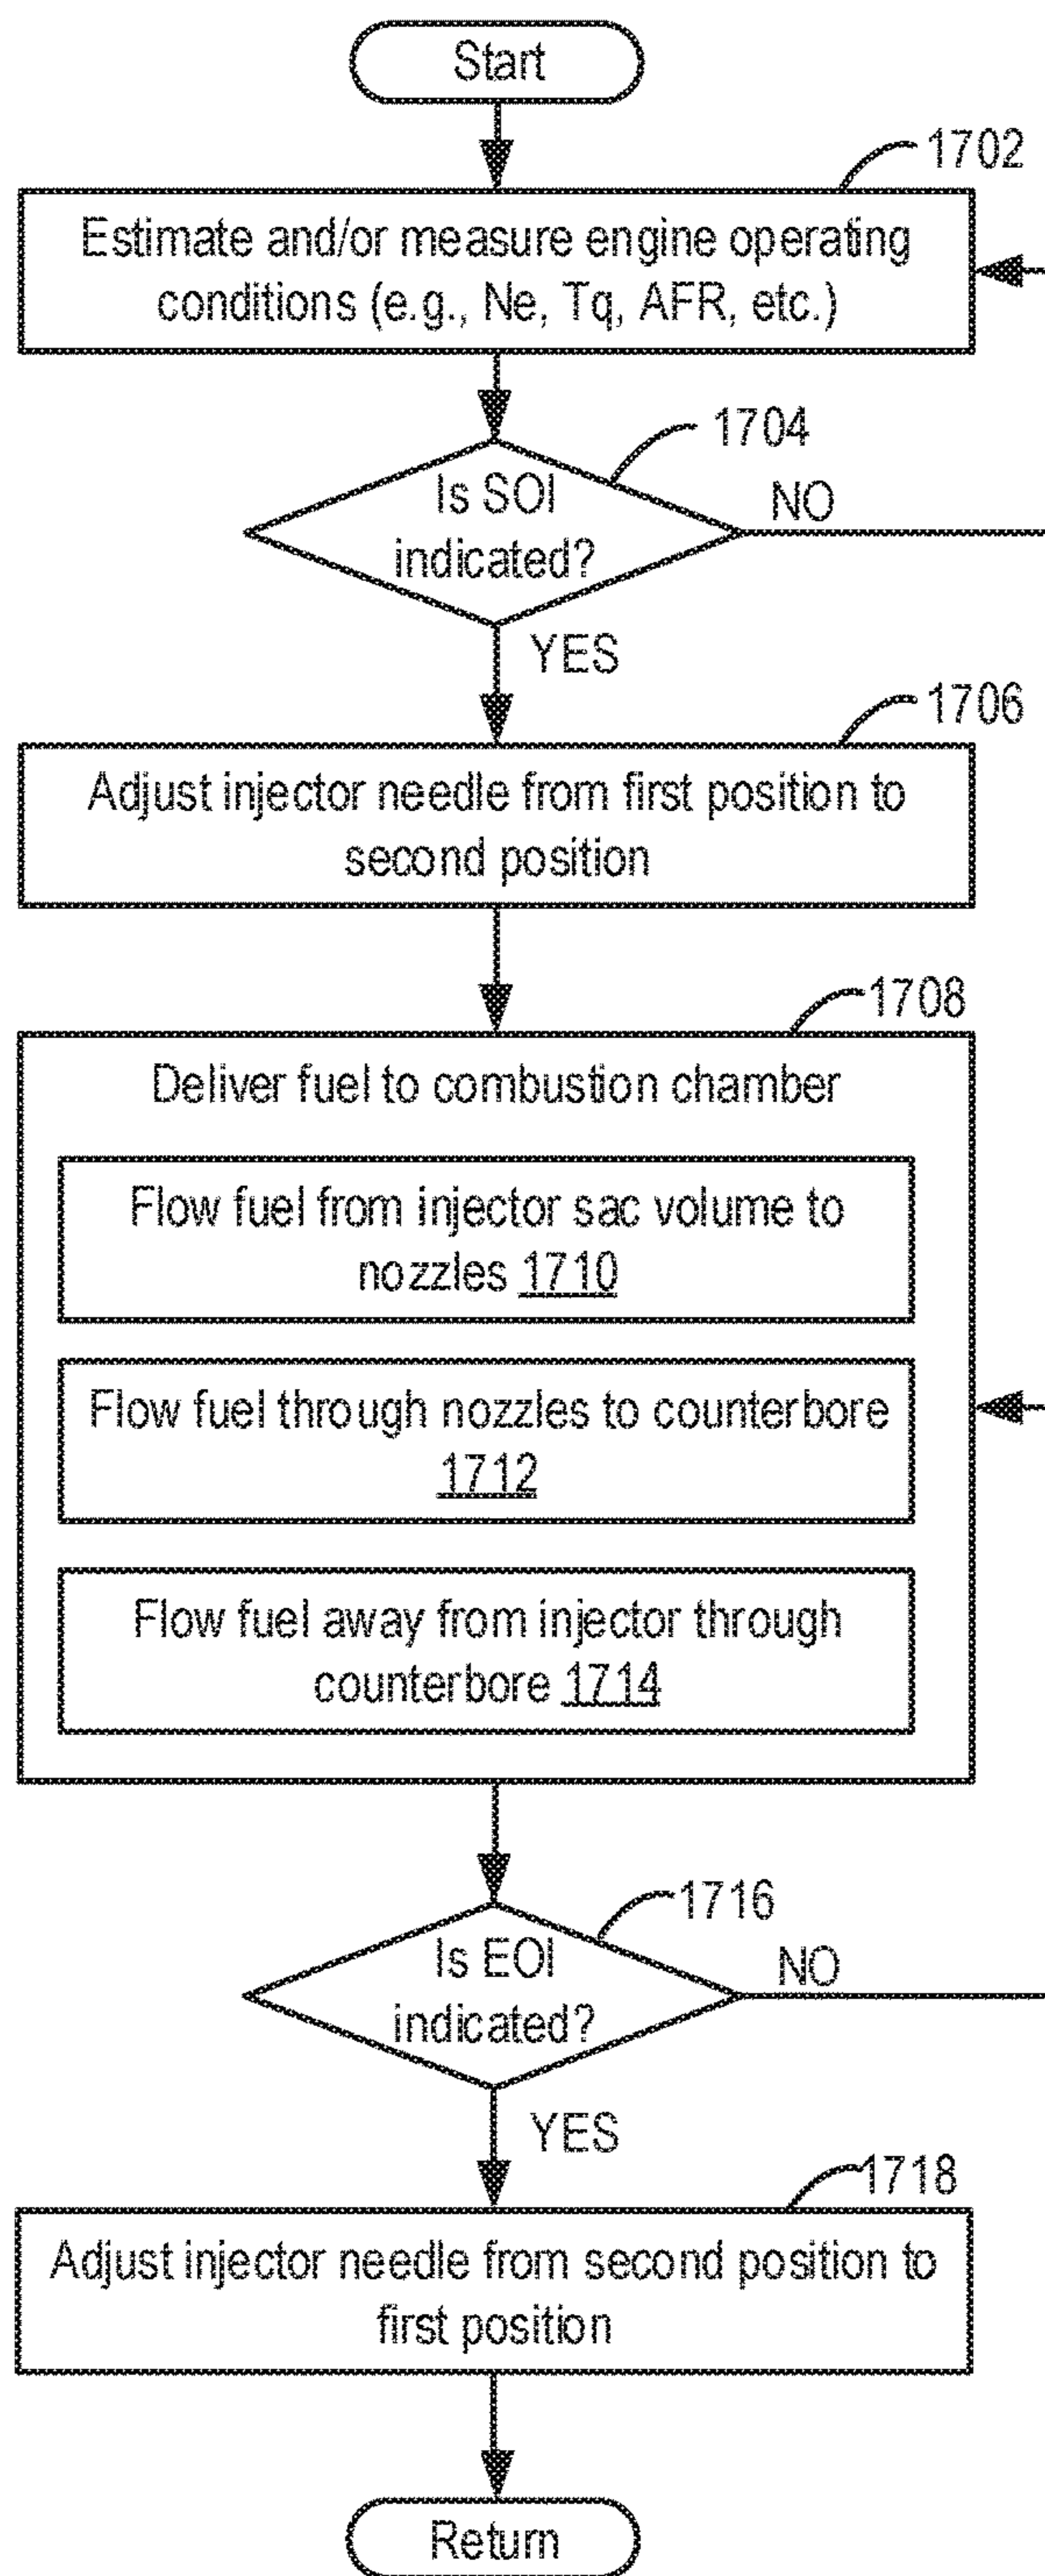 Start
1702
Estimate and/or measure engine operating
conditions (e.g., Ne, Tq, AFR, etc.)
1704
Is SOI
indicated?
NO
YES
1706
Adjust injector needle from first position to
second position
1708
Deliver fuel to combustion chamber
Flow fuel from injector sac volume to
nozzles 1710
Flow fuel through nozzles to counterbore
1712
Flow fuel away from injector through
counterbore 1714
1716
Is EOI
indicated?
NO
YES
1718
Adjust injector needle from second position to
first position
Return